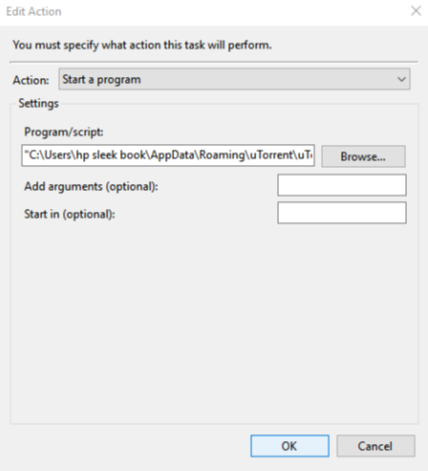 Edit Action
You must specify what action this task will perform.
Action: Start a program
Settings
Program/script:
"C:\Users\hp sleek book\AppData\Roaming\uTorrent\uT
Browse...
Add arguments (optional):
Start in (optional):
OK Cancel